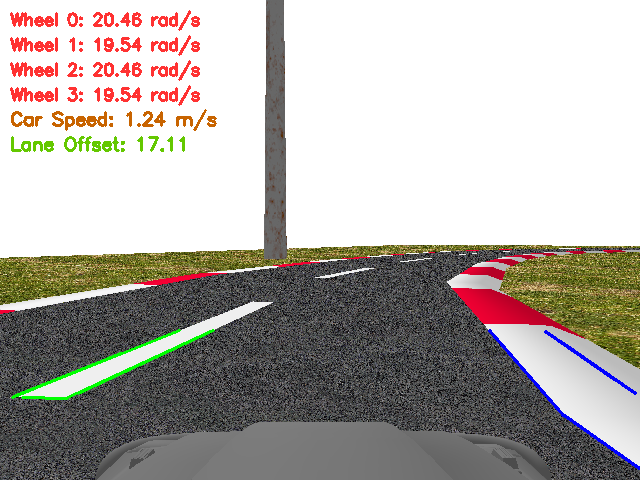 Wheel 0: 20.46 rad/s
Wheel 1: 19.54 rad/s
Wheel 2: 20.46 rad/s
Wheel 3: 19.54 rad/s
Car Speed: 1.24 m/s
Lane Offset: 17.11